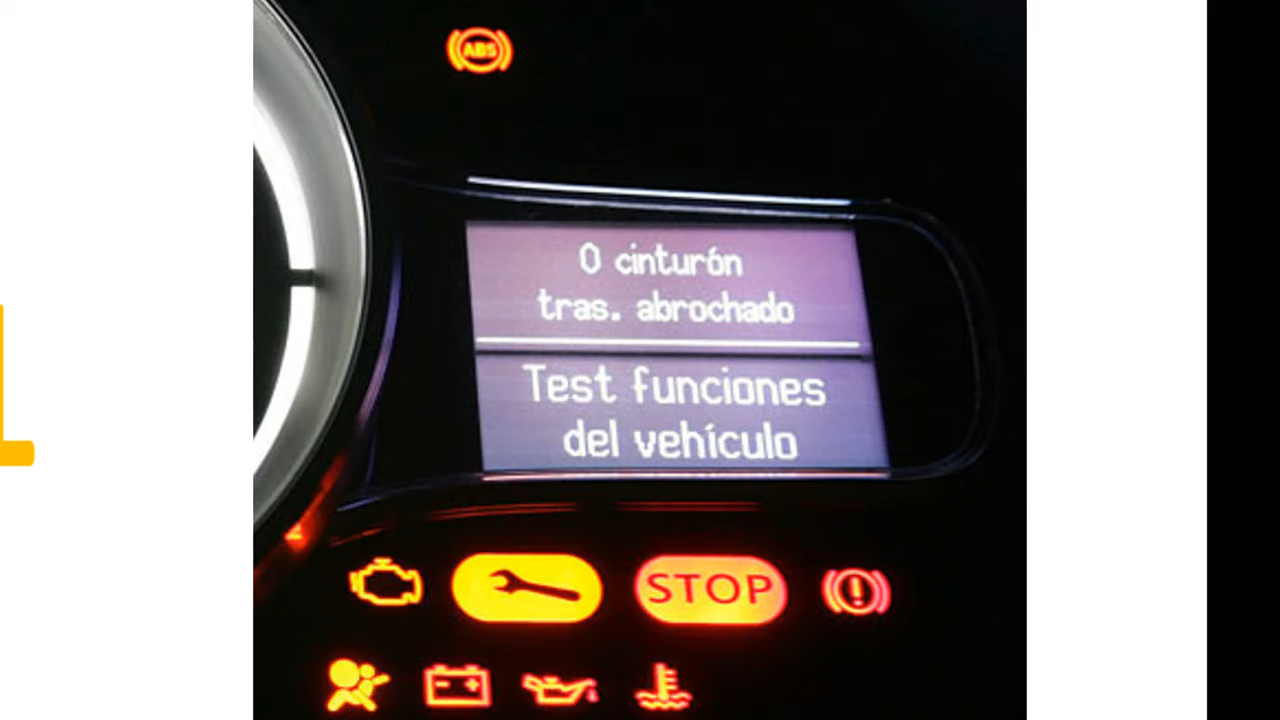 ABS
0 cinturón
tras. abrochado
Test funciones
del vehículo
STOP